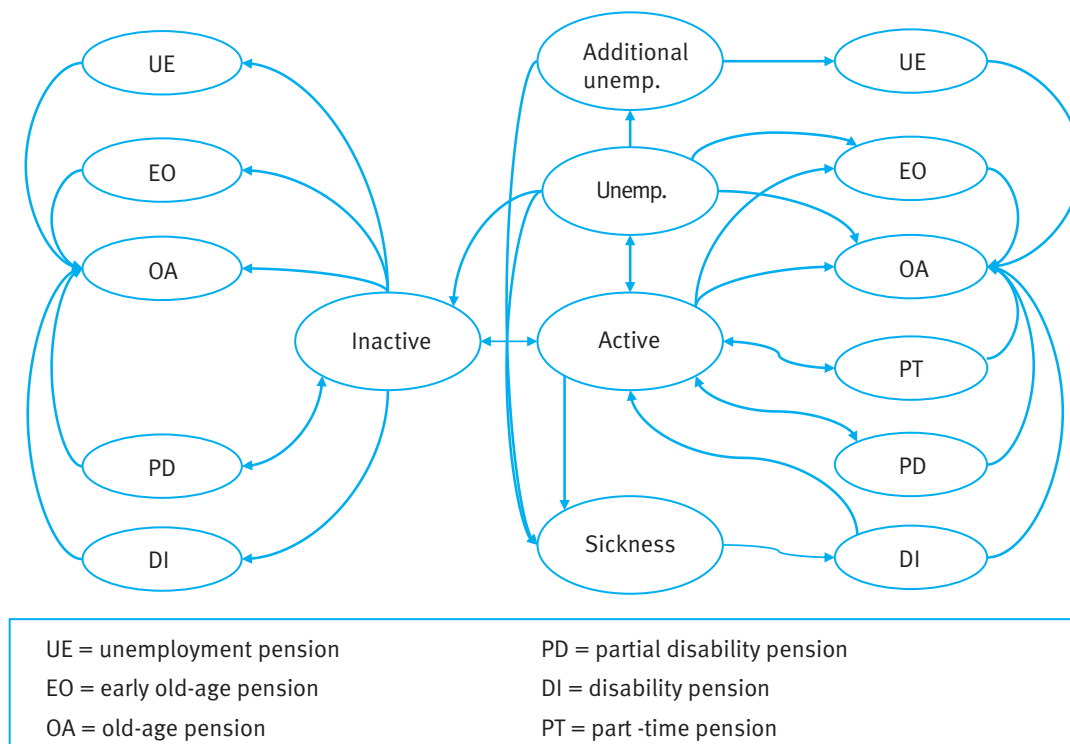 UE
EO
OA
PD
DI
Inactive
Additional
unemp.
Unemp.
Active
Sickness
UE
EO
OA
PT
PD
DI
UE = unemployment pension
EO = early old-age pension
OA = old-age pension
PD = partial disability pension
DI = disability pension
PT = part -time pension